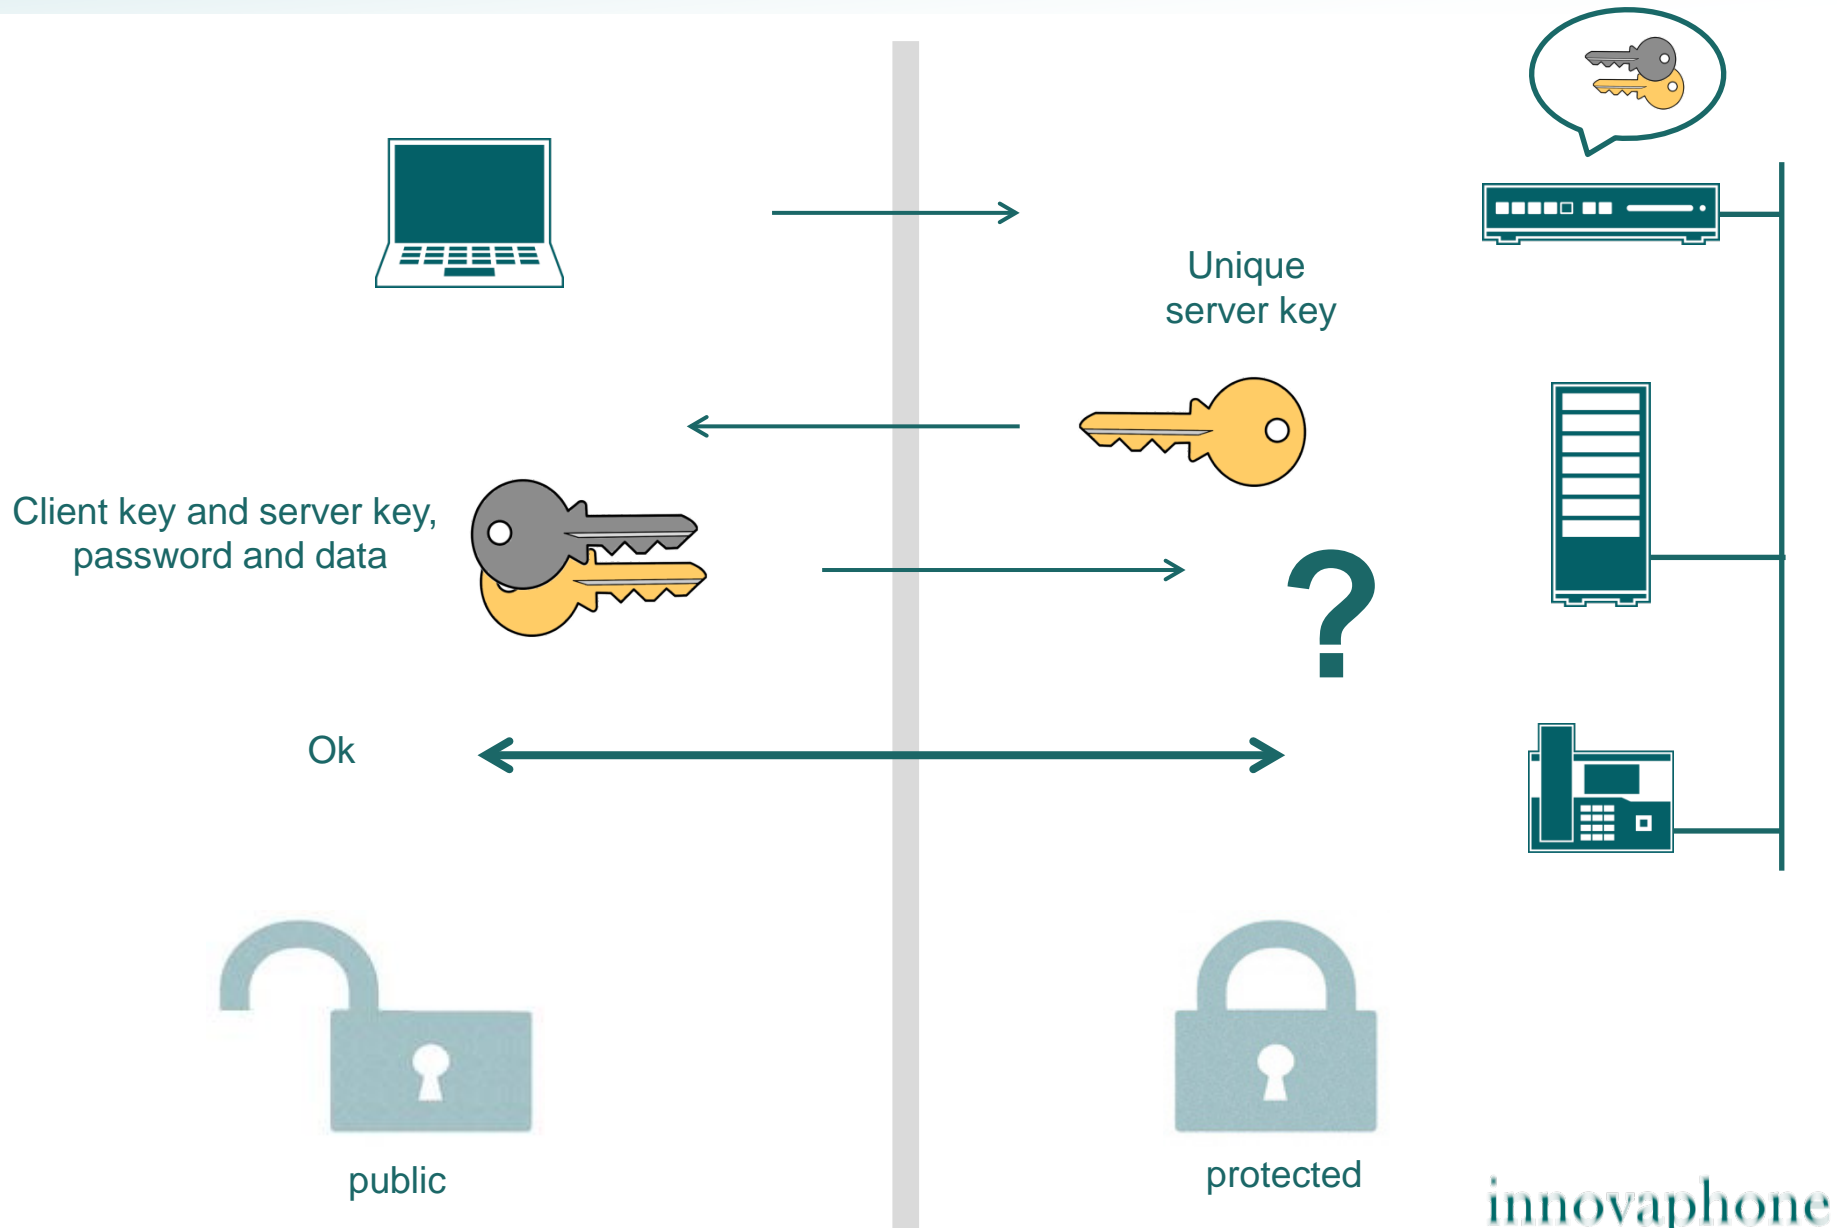 Unique
server key
Client key and server key,
password and data
?
Ok
public
protected
innovaphone